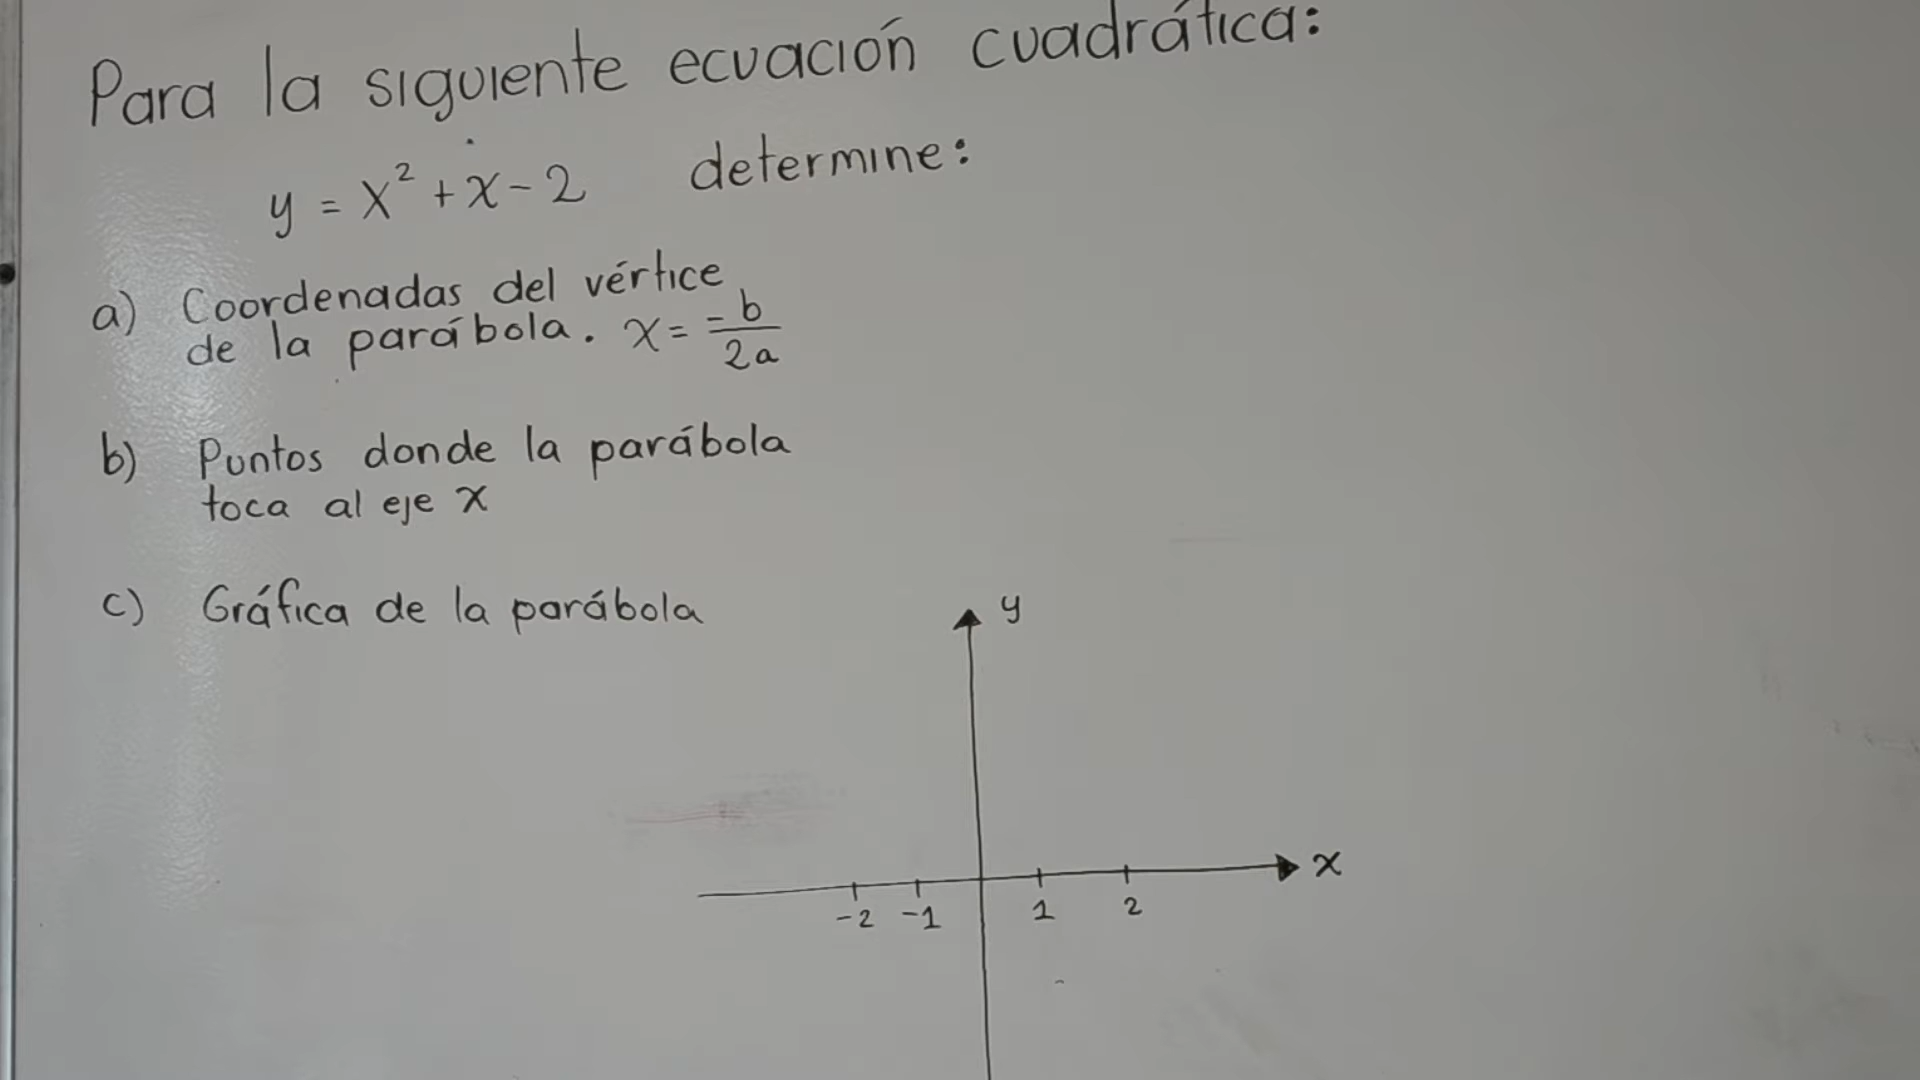 Para la siguiente ecuación cuadrática:
y = x² + x - 2 determine:
a) Coordenadas del vértice
de la parábola. x = -b/2a
b) Puntos donde la parábola
toca al eje x
c) Gráfica de la parábola
y
x
-2 -1 1 2